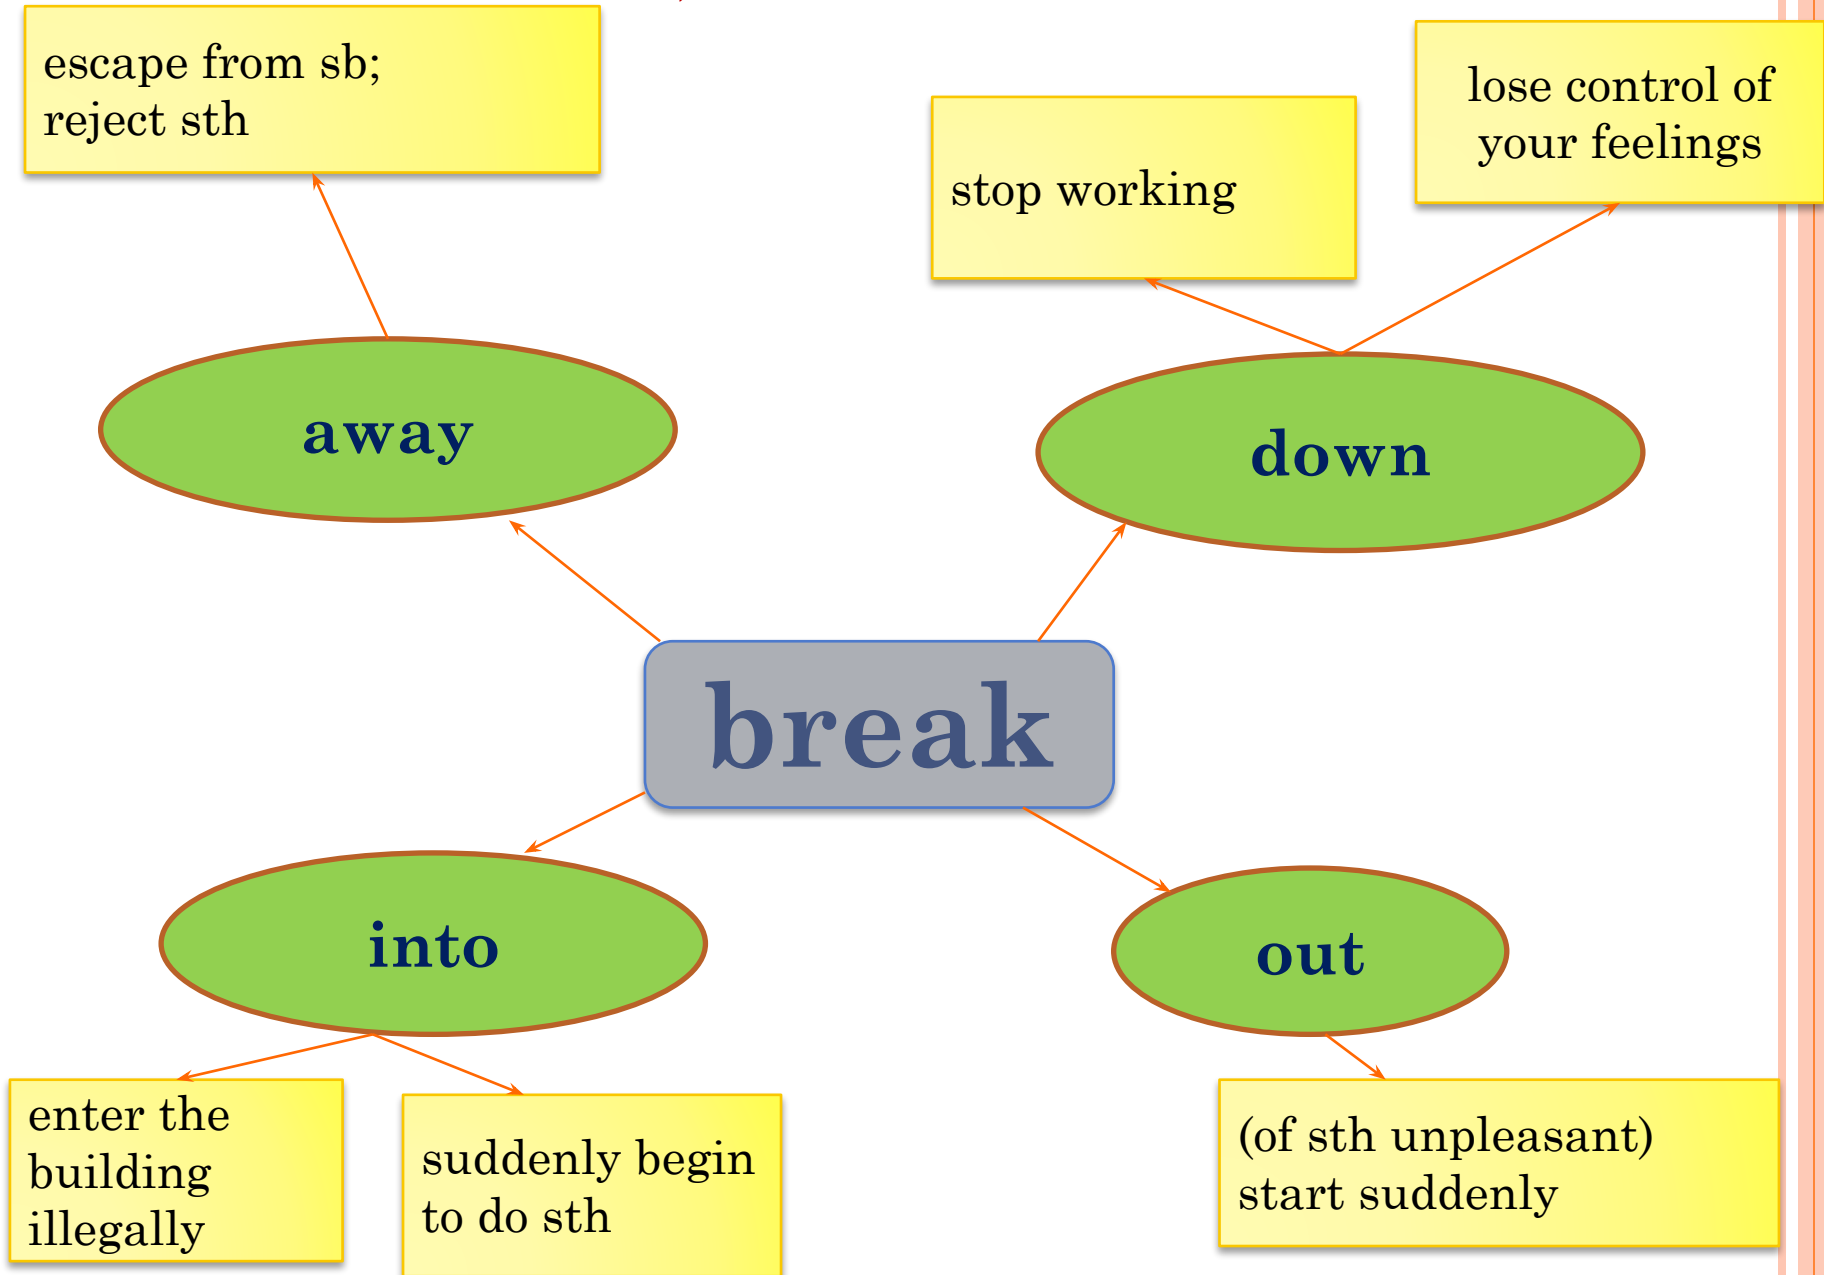 escape from sb;
reject sth
lose control of
your feelings
stop working
away
down
break
into
out
enter the
building
illegally
suddenly begin
to do sth
(of sth unpleasant)
start suddenly